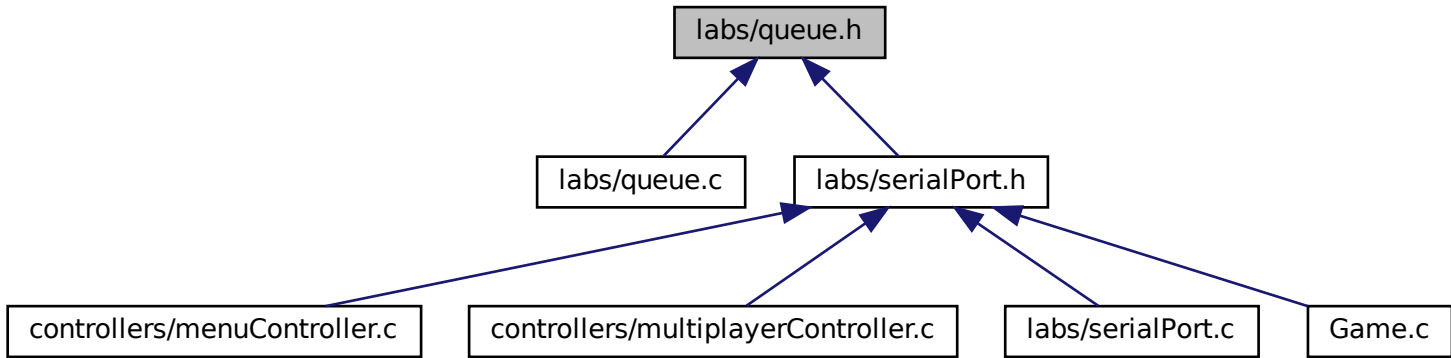 labs/queue.h
labs/queue.c
labs/serialPort.h
controllers/menuController.c
controllers/multiplayerController.c
labs/serialPort.c
Game.c